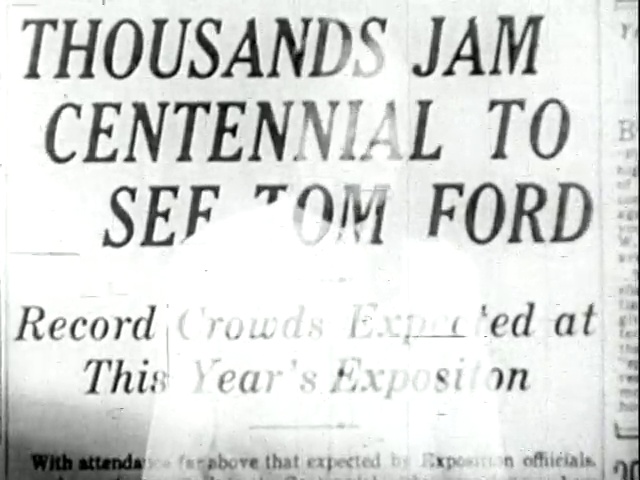 THOUSANDS JAM
CENTENNIAL TO
SEE TOM FORD
Record Crowds Expected at
This Year's Exposition
With attendance far above that expected by Exposition offiicials.